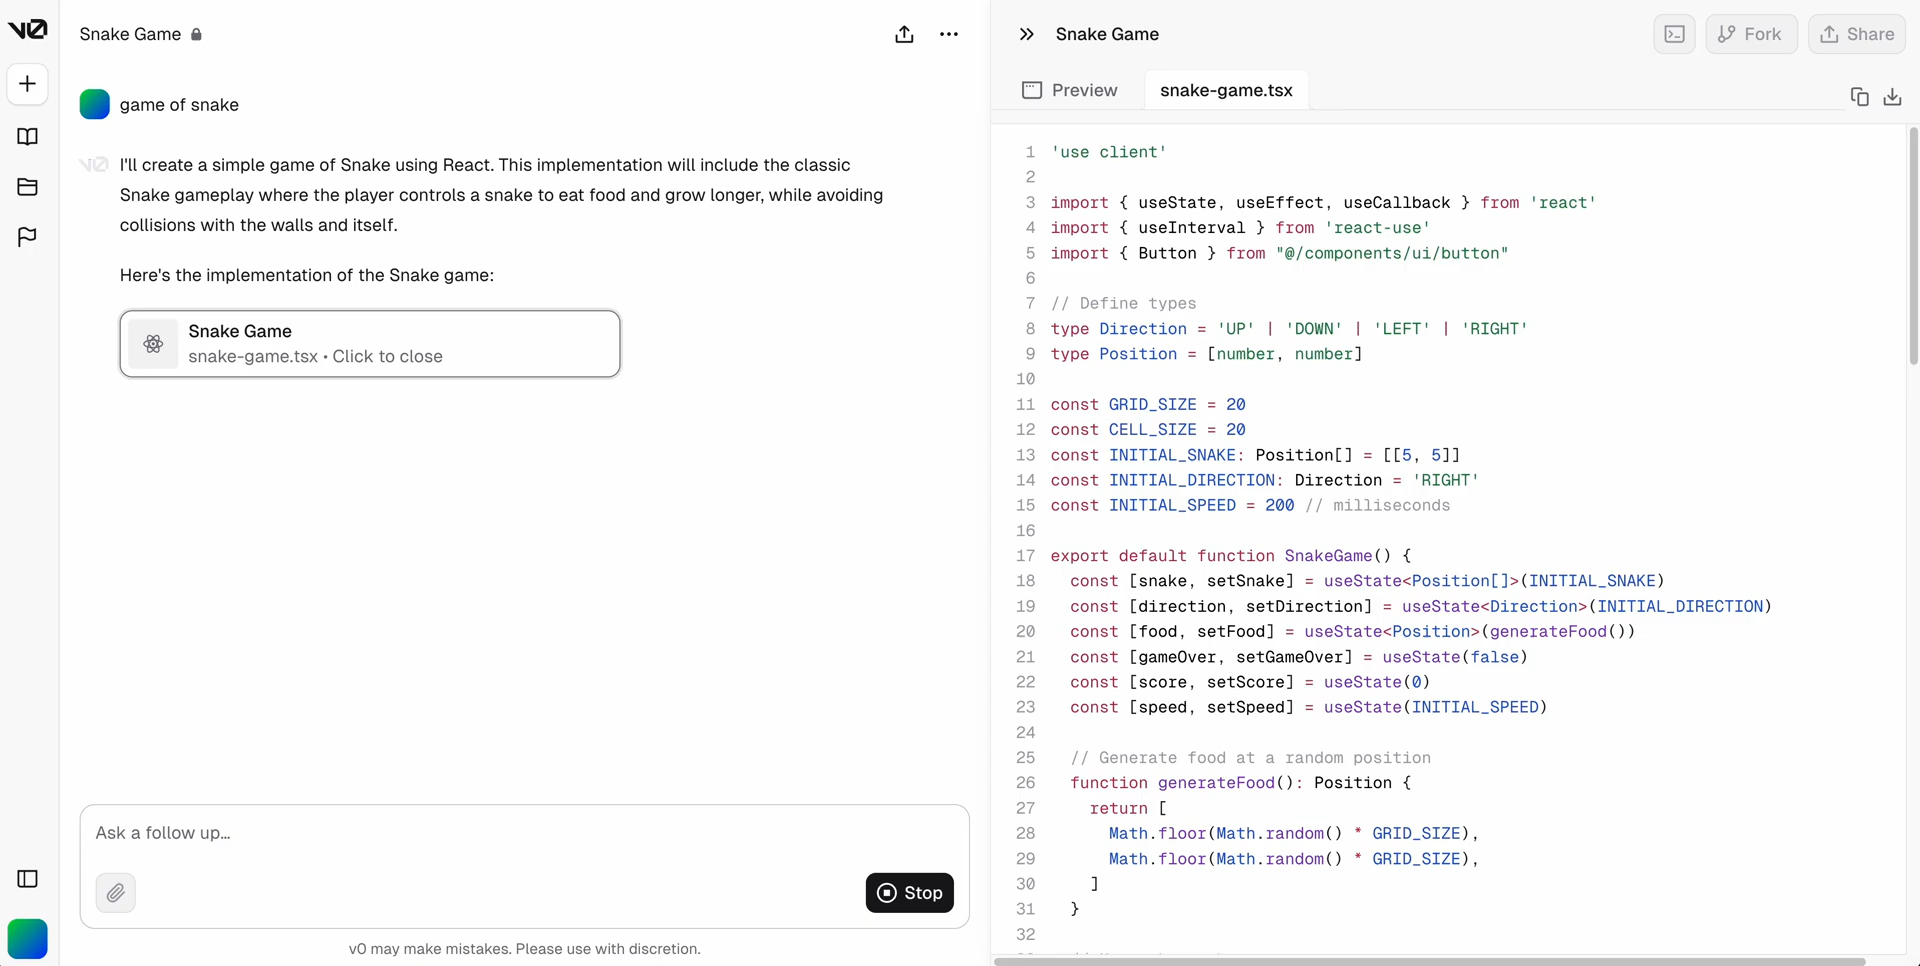 v0
Snake Game
game of snake
v0
I'll create a simple game of Snake using React. This implementation will include the classic
Snake gameplay where the player controls a snake to eat food and grow longer, while avoiding
collisions with the walls and itself.
Here's the implementation of the Snake game:
Snake Game
snake-game.tsx • Click to close
Ask a follow up...
Stop
v0 may make mistakes. Please use with discretion.
Snake Game
Fork
Share
Preview
snake-game.tsx
1 'use client'
2
3 import { useState, useEffect, useCallback } from 'react'
4 import { useInterval } from 'react-use'
5 import { Button } from "@/components/ui/button"
6
7 // Define types
8 type Direction = 'UP' | 'DOWN' | 'LEFT' | 'RIGHT'
9 type Position = [number, number]
10
11 const GRID_SIZE = 20
12 const CELL_SIZE = 20
13 const INITIAL_SNAKE: Position[] = [[5, 5]]
14 const INITIAL_DIRECTION: Direction = 'RIGHT'
15 const INITIAL_SPEED = 200 // milliseconds
16
17 export default function SnakeGame() {
18   const [snake, setSnake] = useState<Position[]>(INITIAL_SNAKE)
19   const [direction, setDirection] = useState<Direction>(INITIAL_DIRECTION)
20   const [food, setFood] = useState<Position>(generateFood())
21   const [gameOver, setGameOver] = useState(false)
22   const [score, setScore] = useState(0)
23   const [speed, setSpeed] = useState(INITIAL_SPEED)
24
25   // Generate food at a random position
26   function generateFood(): Position {
27     return [
28       Math.floor(Math.random() * GRID_SIZE),
29       Math.floor(Math.random() * GRID_SIZE),
30     ]
31   }
32